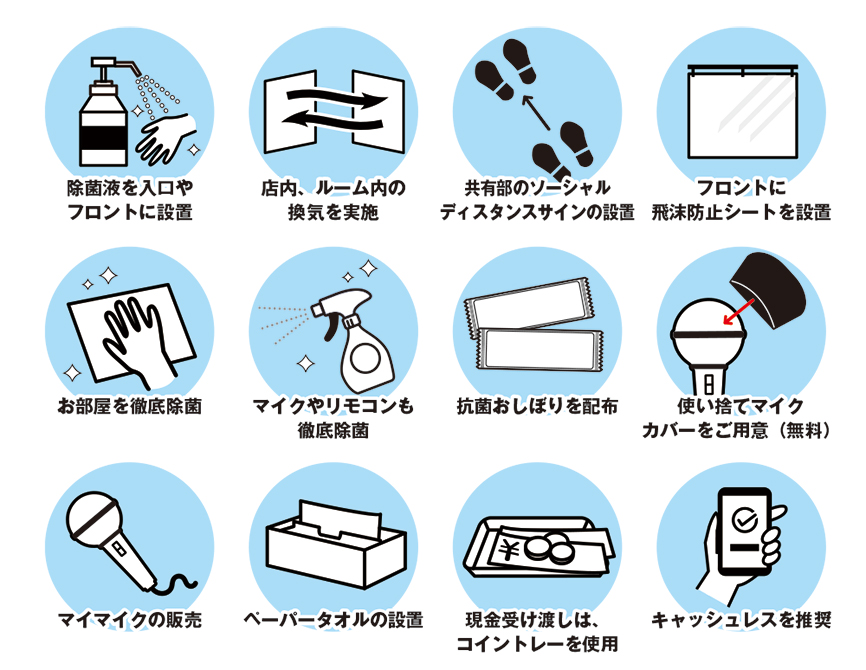 除菌液を入口や
フロントに設置
店内、ルーム内の
換気を実施
共有部のソーシャル
ディスタンスサインの設置
フロントに
飛沫防止シートを設置
お部屋を徹底除菌
マイクやリモコンも
徹底除菌
抗菌おしぼりを配布
使い捨てマイク
カバーをご用意（無料）
マイマイクの販売
ペーパータオルの設置
¥
現金受け渡しは、
コイントレーを使用
キャッシュレスを推奨